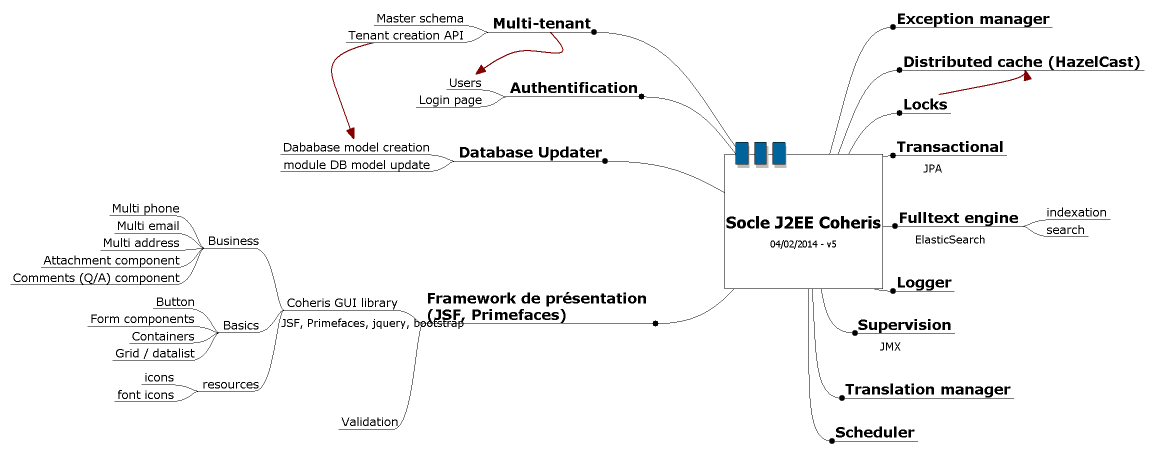 Master schema
Tenant creation API
Multi-tenant
Users
Login page
Authentification
Dababase model creation
module DB model update
Database Updater
Multi phone
Multi email
Multi address
Attachment component
Comments (Q/A) component
Business
Button
Form components
Containers
Grid / datalist
Basics
icons
font icons
resources
Coheris GUI library
JSF, Primefaces, jquery, bootstrap
Validation
Framework de présentation
(JSF, Primefaces)
Socle J2EE Coheris
04/02/2014 - v5
Exception manager
Distributed cache (HazelCast)
Locks
Transactional
JPA
Fulltext engine
ElasticSearch
indexation
search
Logger
Supervision
JMX
Translation manager
Scheduler